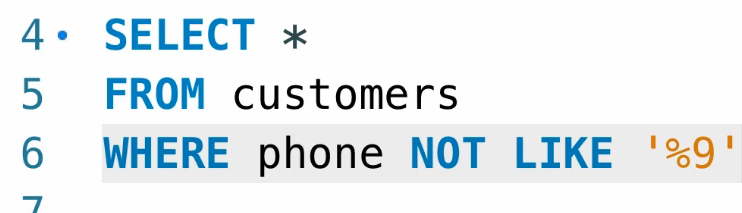 4 SELECT *
5 FROM customers
6 WHERE phone NOT LIKE '%9'
7